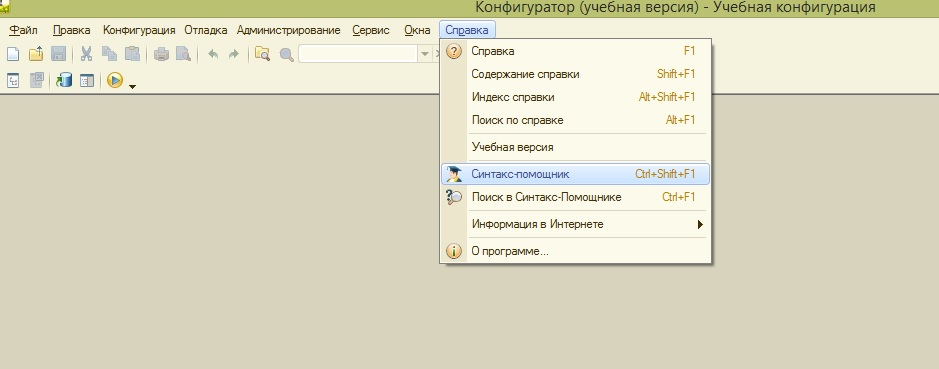 Конфигуратор (учебная версия) - Учебная конфигурация
Файл Правка Конфигурация Отладка Администрирование Сервис Окна Справка
Справка F1
Содержание справки Shift+F1
Индекс справки Alt+Shift+F1
Поиск по справке Alt+F1
Учебная версия
Синтакс-помощник Ctrl+Shift+F1
Поиск в Синтакс-Помощнике Ctrl+F1
Информация в Интернете
О программе...